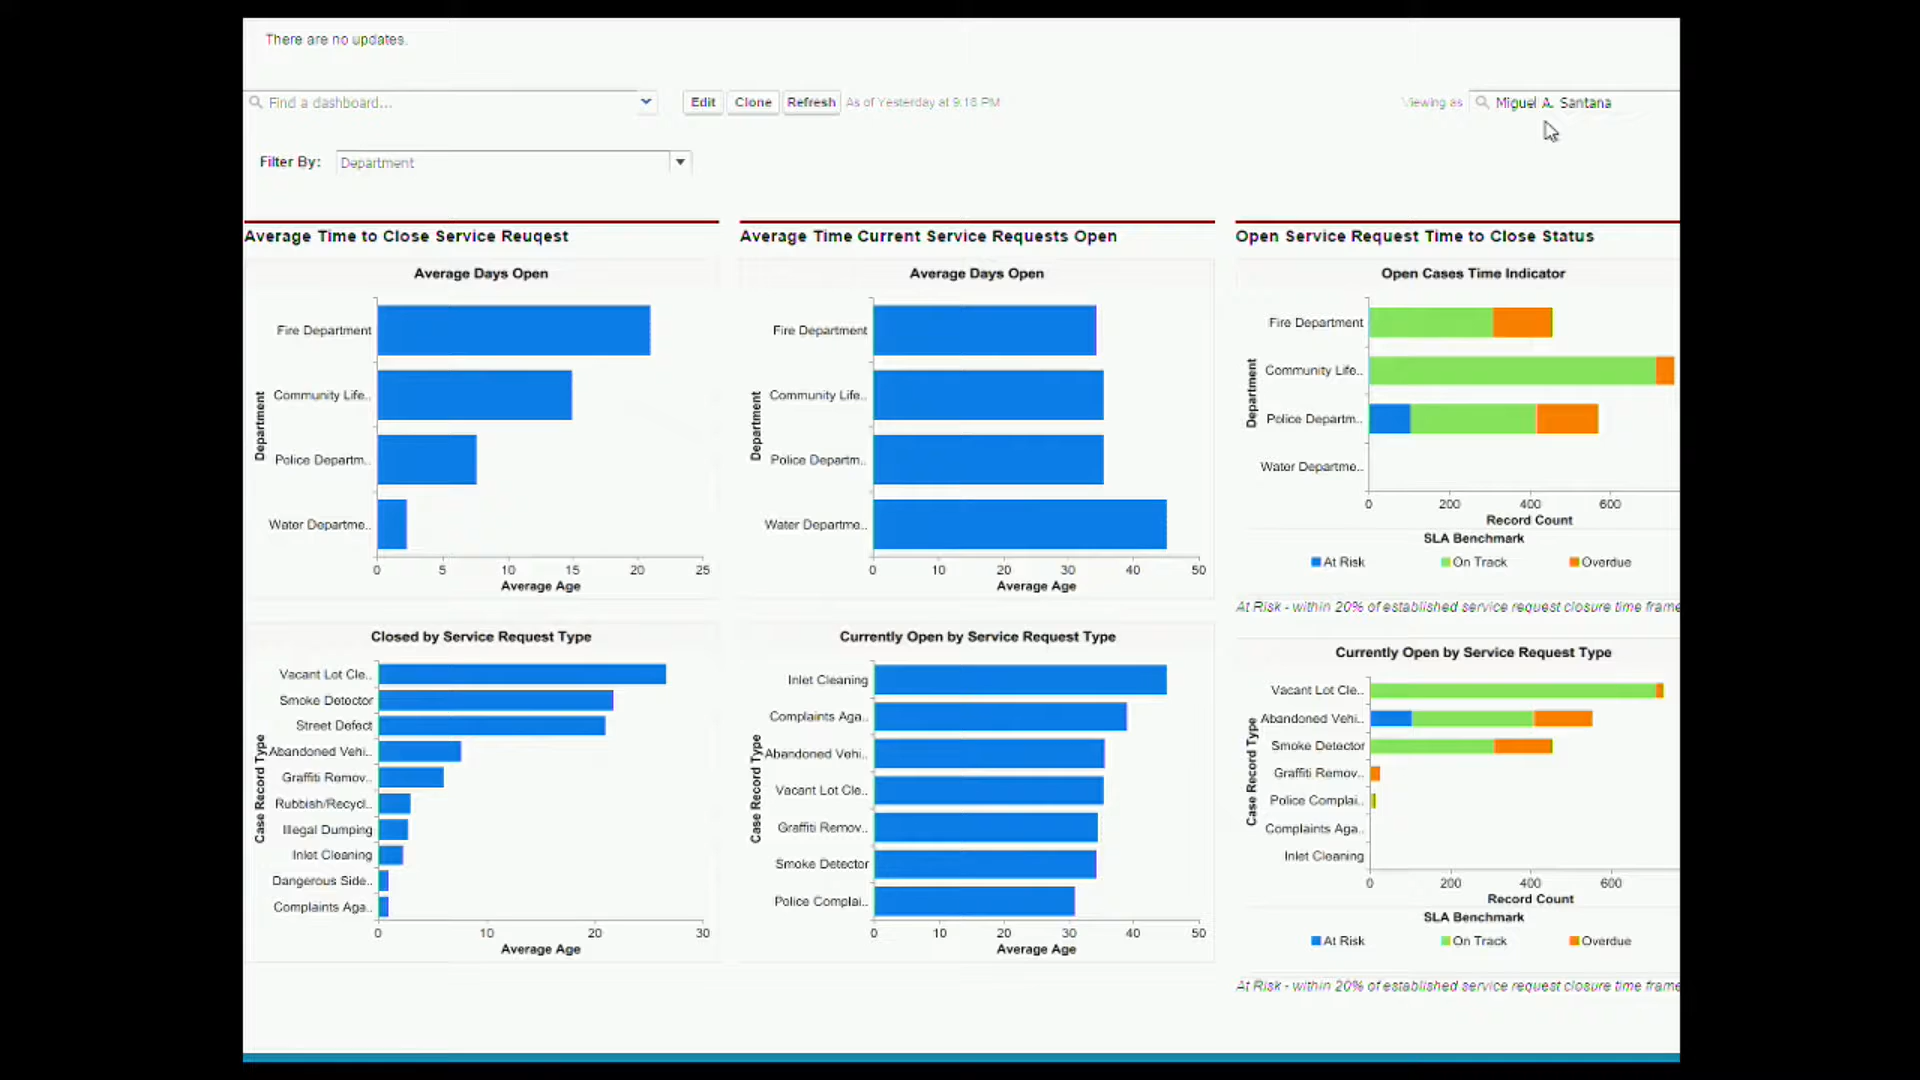 There are no updates.
Find a dashboard...
Edit
Clone
Refresh
As of Yesterday at 9:16 PM
Viewing as
Miguel A. Santana
Filter By:
Department
Average Time to Close Service Reuqest
Average Days Open
Department
Fire Department
Community Life..
Police Departm..
Water Departme..
0 5 10 15 20 25
Average Age
Closed by Service Request Type
Case Record Type
Vacant Lot Cle..
Smoke Detector
Street Defect
Abandoned Vehi..
Graffiti Remov..
Rubbish/Recycl..
Illegal Dumping
Inlet Cleaning
Dangerous Side..
Complaints Aga..
0 10 20 30
Average Age
Average Time Current Service Requests Open
Average Days Open
Department
Fire Department
Community Life..
Police Departm..
Water Departme..
0 10 20 30 40 50
Average Age
Currently Open by Service Request Type
Case Record Type
Inlet Cleaning
Complaints Aga..
Abandoned Vehi..
Vacant Lot Cle..
Graffiti Remov..
Smoke Detector
Police Complai..
0 10 20 30 40 50
Average Age
Open Service Request Time to Close Status
Open Cases Time Indicator
Department
Fire Department
Community Life..
Police Departm..
Water Departme..
0 200 400 600
Record Count
SLA Benchmark
At Risk On Track Overdue
At Risk - within 20% of established service request closure time frame
Currently Open by Service Request Type
Case Record Type
Vacant Lot Cle..
Abandoned Vehi..
Smoke Detector
Graffiti Remov..
Police Complai..
Complaints Aga..
Inlet Cleaning
0 200 400 600
Record Count
SLA Benchmark
At Risk On Track Overdue
At Risk - within 20% of established service request closure time frame